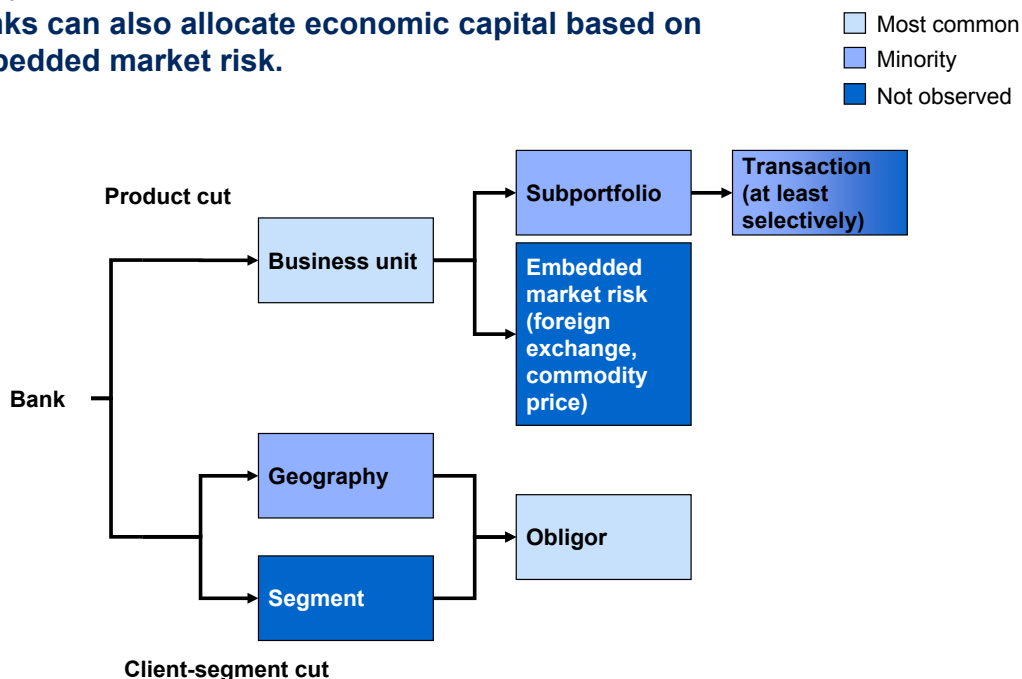 nks can also allocate economic capital based on
bedded market risk.
Most common
Minority
Not observed
Product cut
Business unit
Subportfolio
Transaction
(at least
selectively)
Embedded
market risk
(foreign
exchange,
commodity
price)
Bank
Geography
Segment
Obligor
Client-segment cut